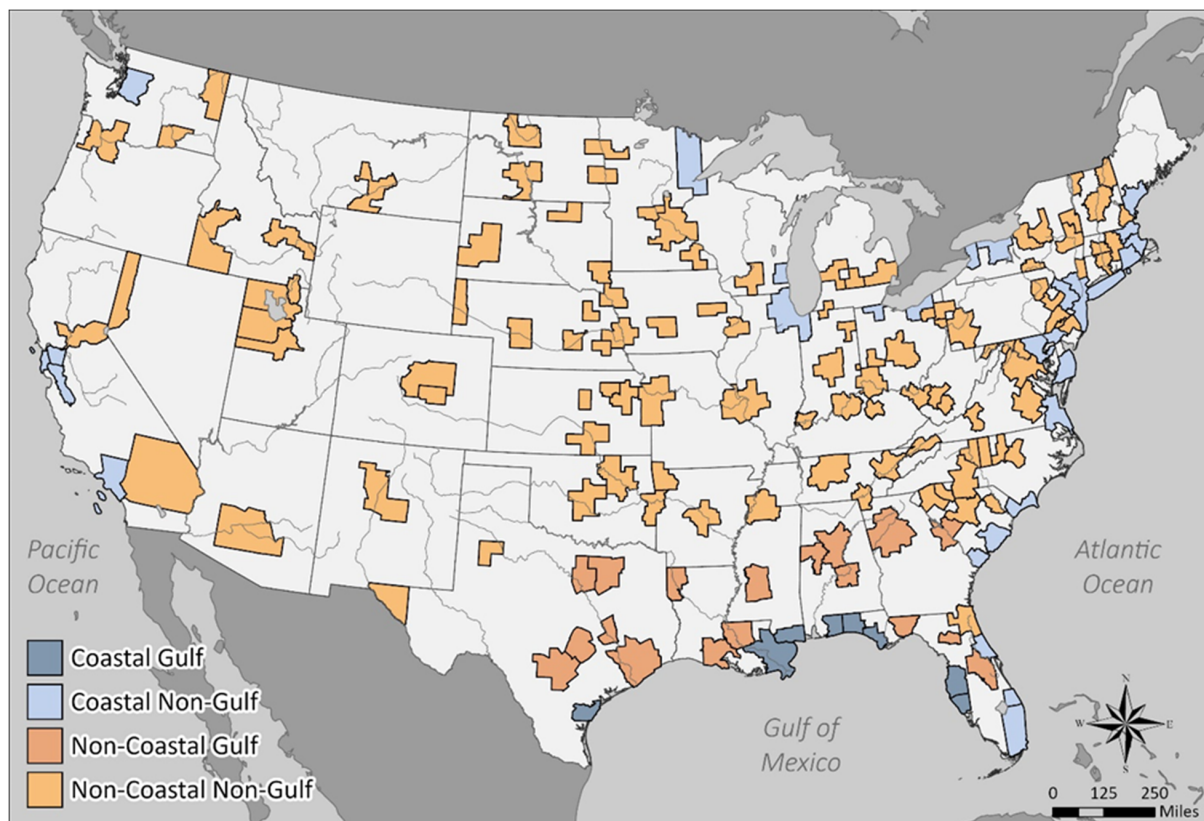 Pacific
Ocean
Atlantic
Ocean
Gulf of
Mexico
Coastal Gulf
Coastal Non-Gulf
Non-Coastal Gulf
Non-Coastal Non-Gulf
N
W
E
S
0 125 250
Miles